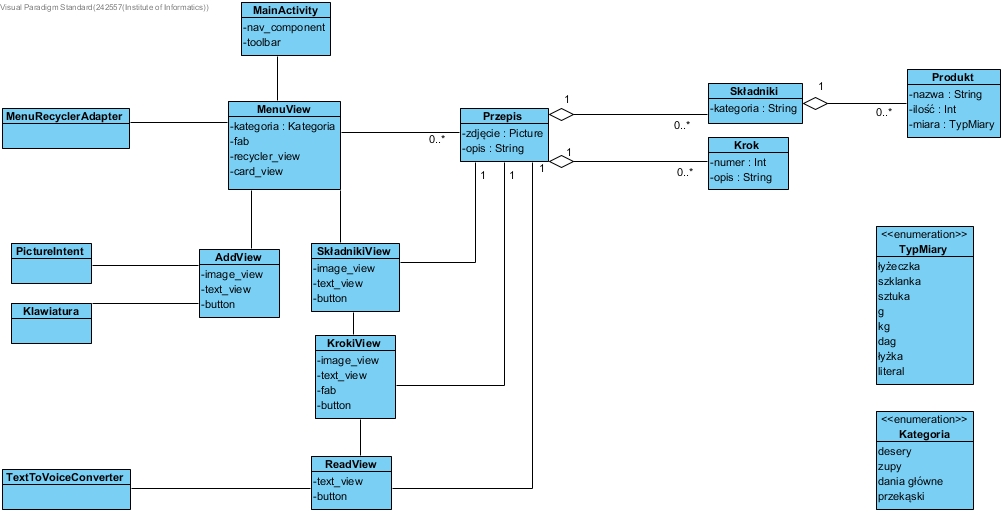 Visual Paradigm Standard(242557(Institute of Informatics))
MainActivity
-nav_component
-toolbar
MenuRecyclerAdapter
MenuView
-kategoria : Kategoria
-fab
-recycler_view
-card_view
0..*
Przepis
-zdjęcie : Picture
-opis : String
1
0..*
Składniki
-kategoria : String
1
0..*
Produkt
-nazwa : String
-ilość : Int
-miara : TypMiary
1
0..*
Krok
-numer : Int
-opis : String
1
1
1
PictureIntent
Klawiatura
AddView
-image_view
-text_view
-button
SkładnikiView
-image_view
-text_view
-button
KrokiView
-image_view
-text_view
-fab
-button
TextToVoiceConverter
ReadView
-text_view
-button
<<enumeration>>
TypMiary
łyżeczka
szklanka
sztuka
g
kg
dag
łyżka
literal
<<enumeration>>
Kategoria
desery
zupy
dania główne
przekąski